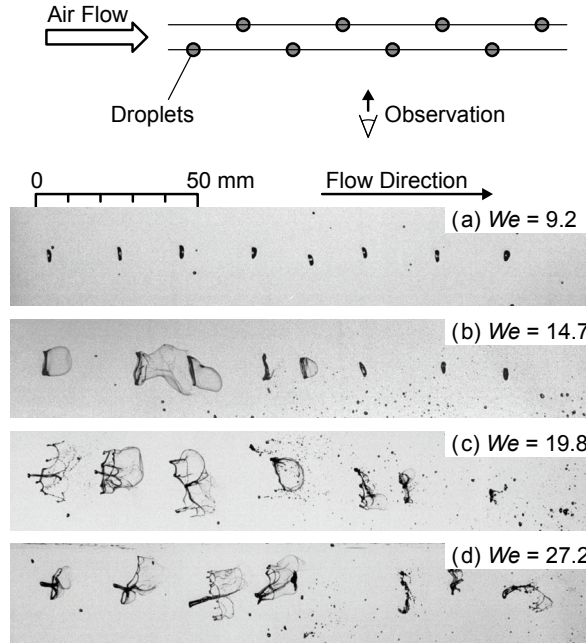 Air Flow
Droplets
Observation
0 50 mm
Flow Direction
(a) We = 9.2
(b) We = 14.7
(c) We = 19.8
(d) We = 27.2